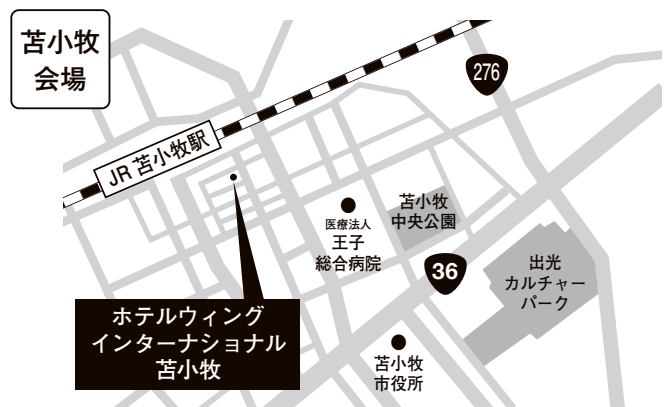 苫小牧
会場
276
JR 苫小牧駅
医療法人
王子
総合病院
苫小牧
中央公園
36
出光
カルチャー
パーク
ホテルウィング
インターナショナル
苫小牧
苫小牧
市役所